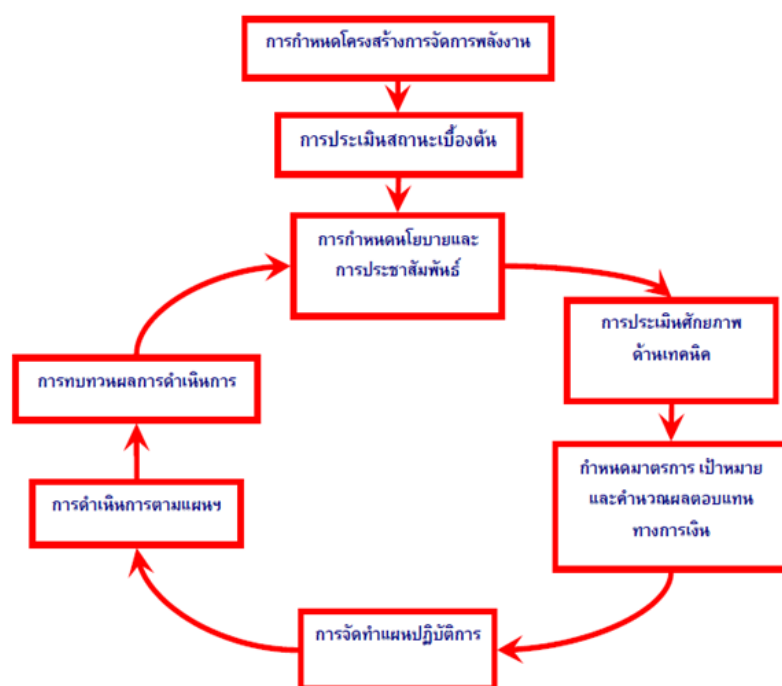 การกำหนดโครงสร้างการจัดการพลังงาน
การประเมินสถานะเบื้องต้น
การกำหนดนโยบายและ
การประชาสัมพันธ์
การประเมินศักยภาพ
ด้านเทคนิค
กำหนดมาตรการ เป้าหมาย
และคำนวณผลตอบแทน
ทางการเงิน
การจัดทำแผนปฏิบัติการ
การดำเนินการตามแผนฯ
การทบทวนผลการดำเนินการ